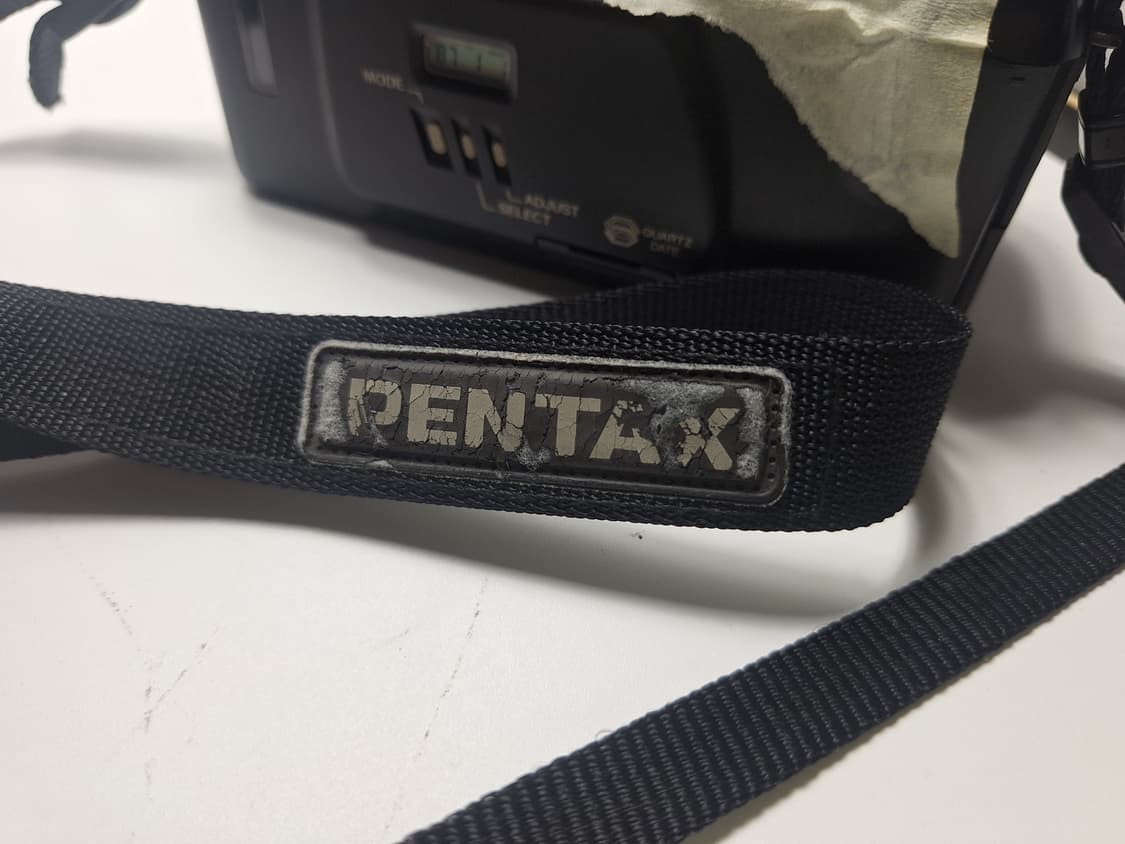 MODE
ADJUST
SELECT
QUARTZ
DATE
PENTAX